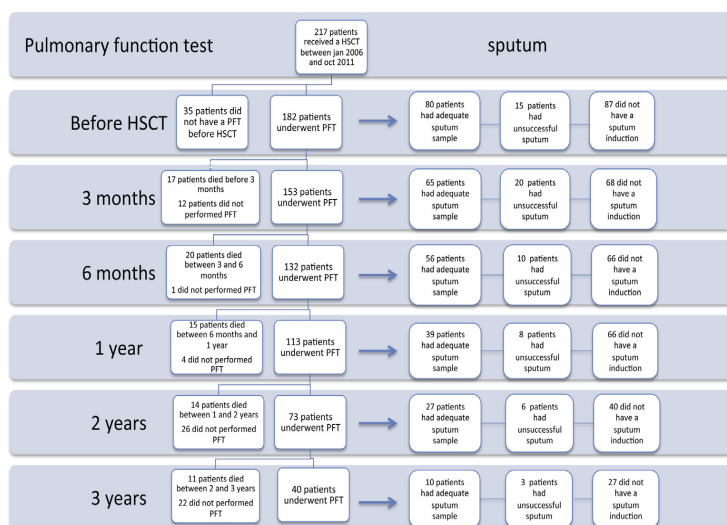 Pulmonary function test
217 patients
received a HSCT
between jan 2006
and oct 2011
sputum
Before HSCT
35 patients did
not have a PFT
before HSCT
182 patients
underwent PFT
80 patients
had adequate
sputum
sample
15 patients
had
unsuccessful
sputum
87 did not
have a
sputum
induction
3 months
17 patients died before 3
months
12 patients did not
performed PFT
153 patients
underwent PFT
65 patients
had adequate
sputum
sample
20 patients
had
unsuccessful
sputum
68 did not
have a
sputum
induction
6 months
20 patients died
between 3 and 6
months
1 did not performed PFT
132 patients
underwent PFT
56 patients
had adequate
sputum
sample
10 patients
had
unsuccessful
sputum
66 did not
have a
sputum
induction
1 year
15 patients died
between 6 months and
1 year
4 did not performed
PFT
113 patients
underwent PFT
39 patients
had adequate
sputum
sample
8 patients
had
unsuccessful
sputum
66 did not
have a
sputum
induction
2 years
14 patients died
between 1 and 2 years
26 did not performed
PFT
73 patients
underwent PFT
27 patients
had adequate
sputum
sample
6 patients
had
unsuccessful
sputum
40 did not
have a
sputum
induction
3 years
11 patients died
between 2 and 3 years
22 did not performed
PFT
40 patients
underwent PFT
10 patients
had adequate
sputum
sample
3 patients
had
unsuccessful
sputum
27 did not
have a
sputum
induction